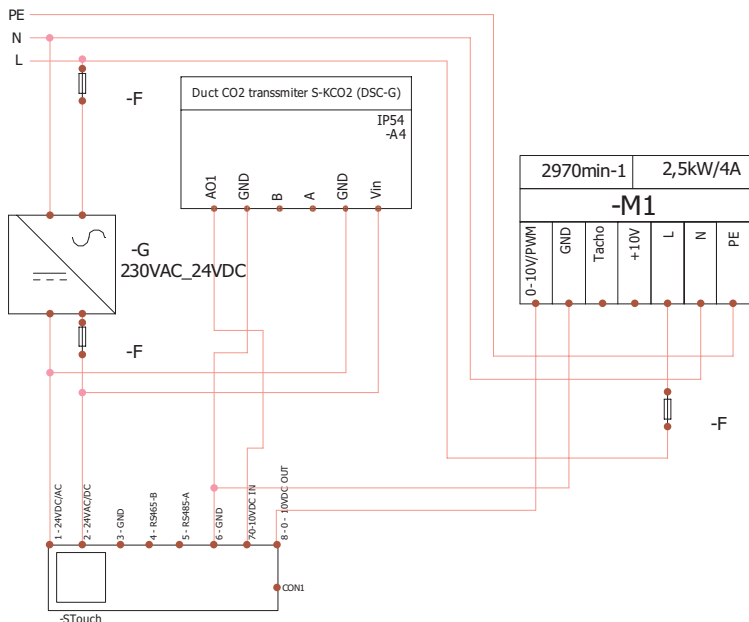 PE
N
L
-F
Duct CO2 transsmiter S-KCO2 (DSC-G)
IP54
-A4
AO1
GND
B
A
GND
Vin
2970min-1
2,5kW/4A
-M1
0-10V/PWM
GND
Tacho
+10V
L
N
PE
-G
230VAC_24VDC
-F
-F
1 - 24VDC/AC
2 - 24VAC/DC
3 - GND
4 - RS465-B
5 - RS485-A
6 - GND
7-0-10VDC IN
8 - 0 - 10VDC OUT
CON1
-STouch